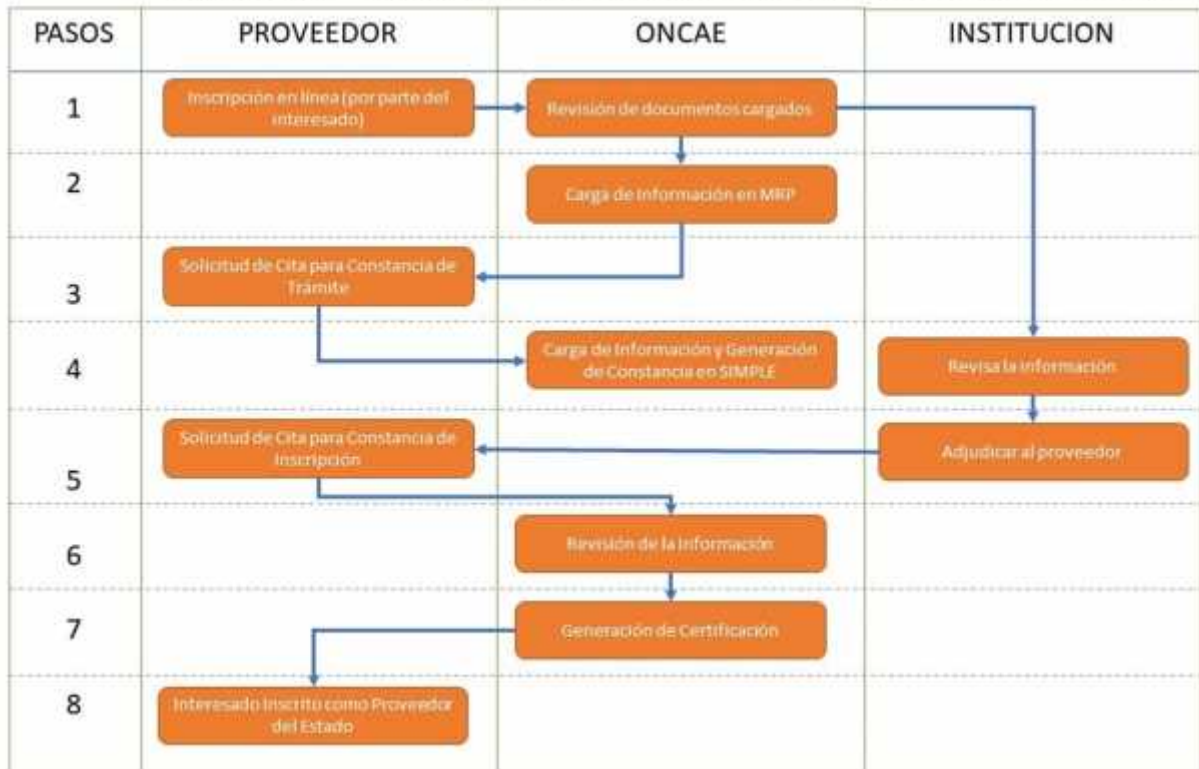 PASOS
PROVEEDOR
ONCAE
INSTITUCION
1
Inscripción en línea (por parte del
interesado)
Revisión de documentos cargados
2
Carga de Información en MRP
3
Solicitud de Cita para Constancia de
Trámite
4
Carga de Información y Generación
de Constancia en SIMPLE
Revisa la Información
5
Solicitud de Cita para Constancia de
Inscripción
Adjudicar al proveedor
6
Revisión de la Información
7
Generación de Certificación
8
Interesado Inscrito como Proveedor
del Estado